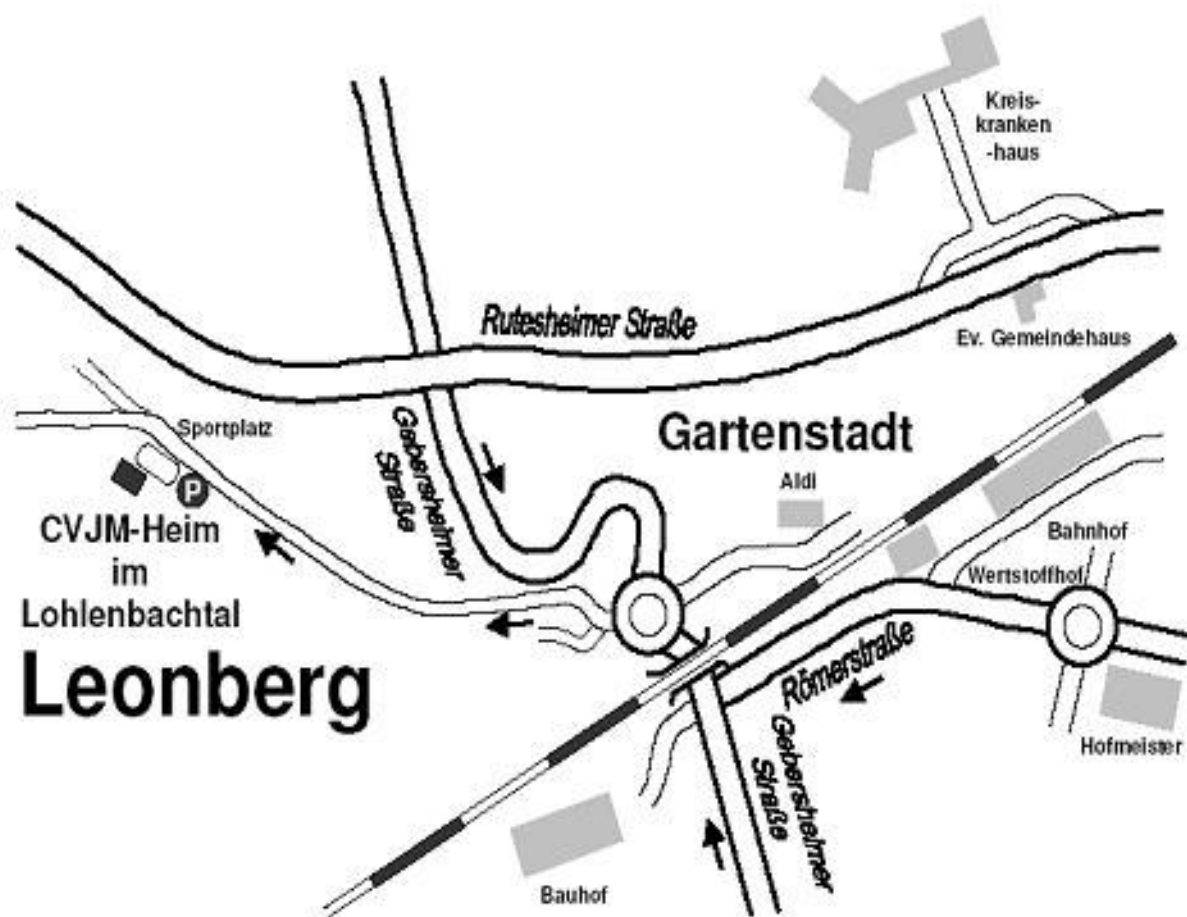 Kreis-
kranken
-haus
Rutesheimer Straße
Ev. Gemeindehaus
Sportplatz
Gebersheimer
Straße
Gartenstadt
Aldi
P
CVJM-Heim
im
Lohlenbachtal
Bahnhof
Wertstoffhof
Leonberg
Römerstraße
Hofmeister
Gebersheimer
Straße
Bauhof